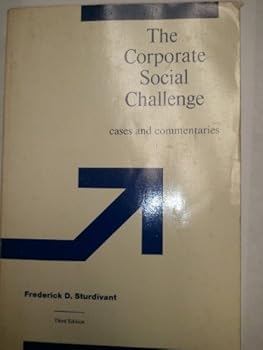 The
Corporate
Social
Challenge
cases and commentaries
Frederick D. Sturdivant
Third Edition